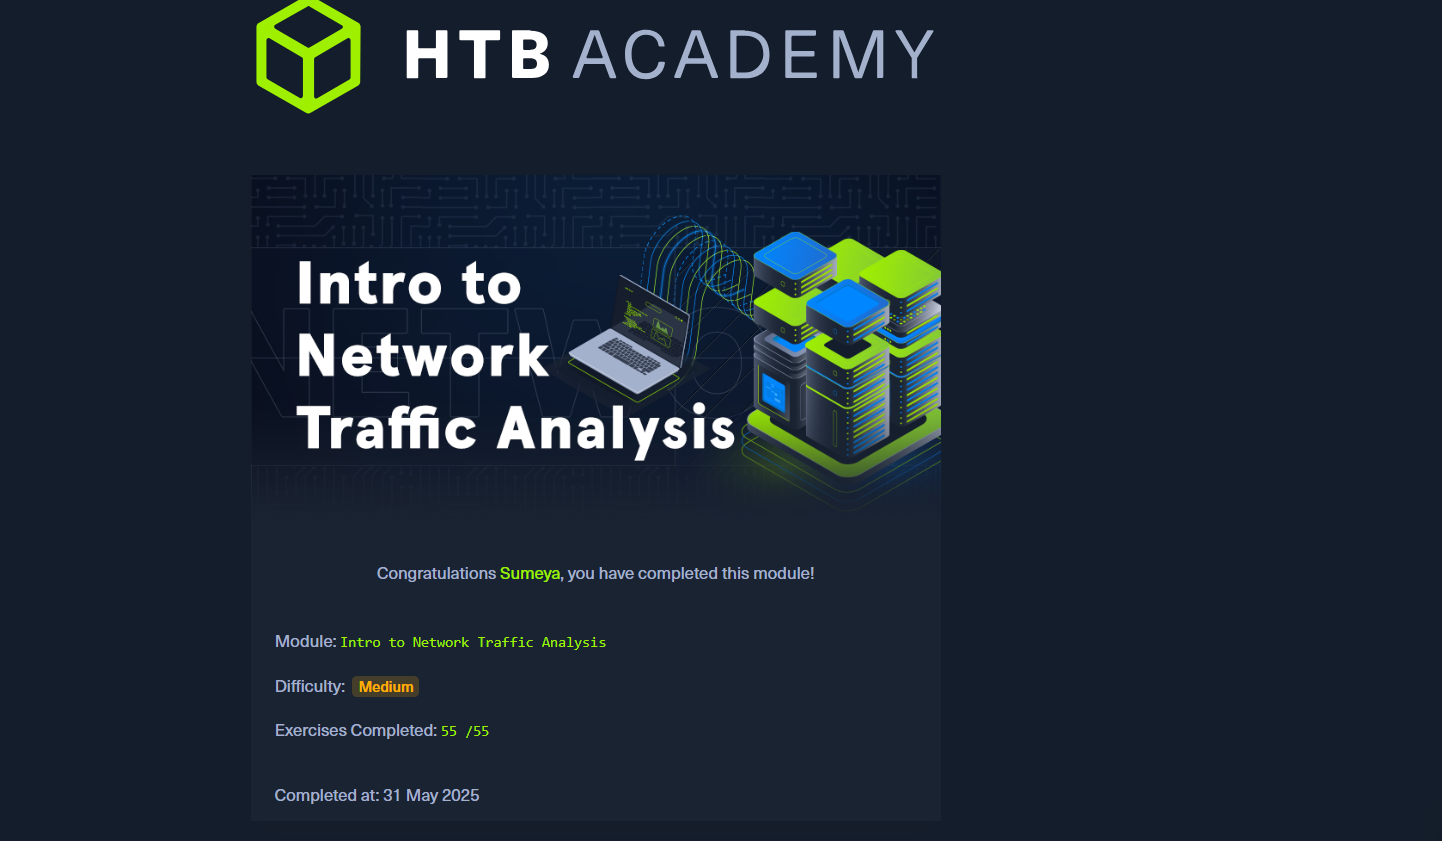 HTB ACADEMY
Intro to
Network
Traffic Analysis
Congratulations Sumeya, you have completed this module!
Module: Intro to Network Traffic Analysis
Difficulty: Medium
Exercises Completed: 55 /55
Completed at: 31 May 2025